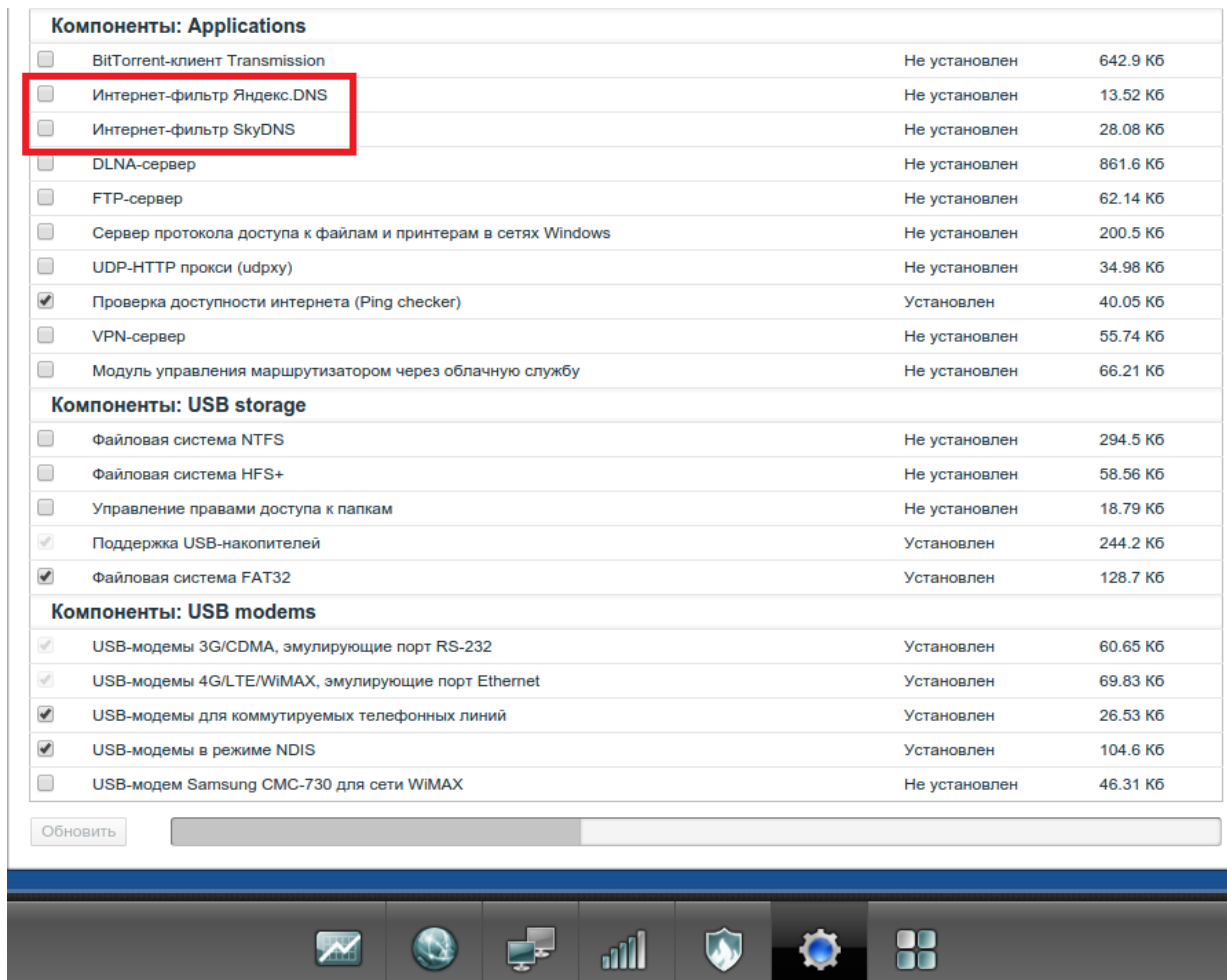 Компоненты: Applications
BitTorrent-клиент Transmission Не установлен 642.9 Кб
Интернет-фильтр Яндекс.DNS Не установлен 13.52 Кб
Интернет-фильтр SkyDNS Не установлен 28.08 Кб
DLNA-сервер Не установлен 861.6 Кб
FTP-сервер Не установлен 62.14 Кб
Сервер протокола доступа к файлам и принтерам в сетях Windows Не установлен 200.5 Кб
UDP-HTTP прокси (udpxy) Не установлен 34.98 Кб
Проверка доступности интернета (Ping checker) Установлен 40.05 Кб
VPN-сервер Не установлен 55.74 Кб
Модуль управления маршрутизатором через облачную службу Не установлен 66.21 Кб
Компоненты: USB storage
Файловая система NTFS Не установлен 294.5 Кб
Файловая система HFS+ Не установлен 58.56 Кб
Управление правами доступа к папкам Не установлен 18.79 Кб
Поддержка USB-накопителей Установлен 244.2 Кб
Файловая система FAT32 Установлен 128.7 Кб
Компоненты: USB modems
USB-модемы 3G/CDMA, эмулирующие порт RS-232 Установлен 60.65 Кб
USB-модемы 4G/LTE/WiMAX, эмулирующие порт Ethernet Установлен 69.83 Кб
USB-модемы для коммутируемых телефонных линий Установлен 26.53 Кб
USB-модемы в режиме NDIS Установлен 104.6 Кб
USB-модем Samsung CMC-730 для сети WiMAX Не установлен 46.31 Кб
Обновить